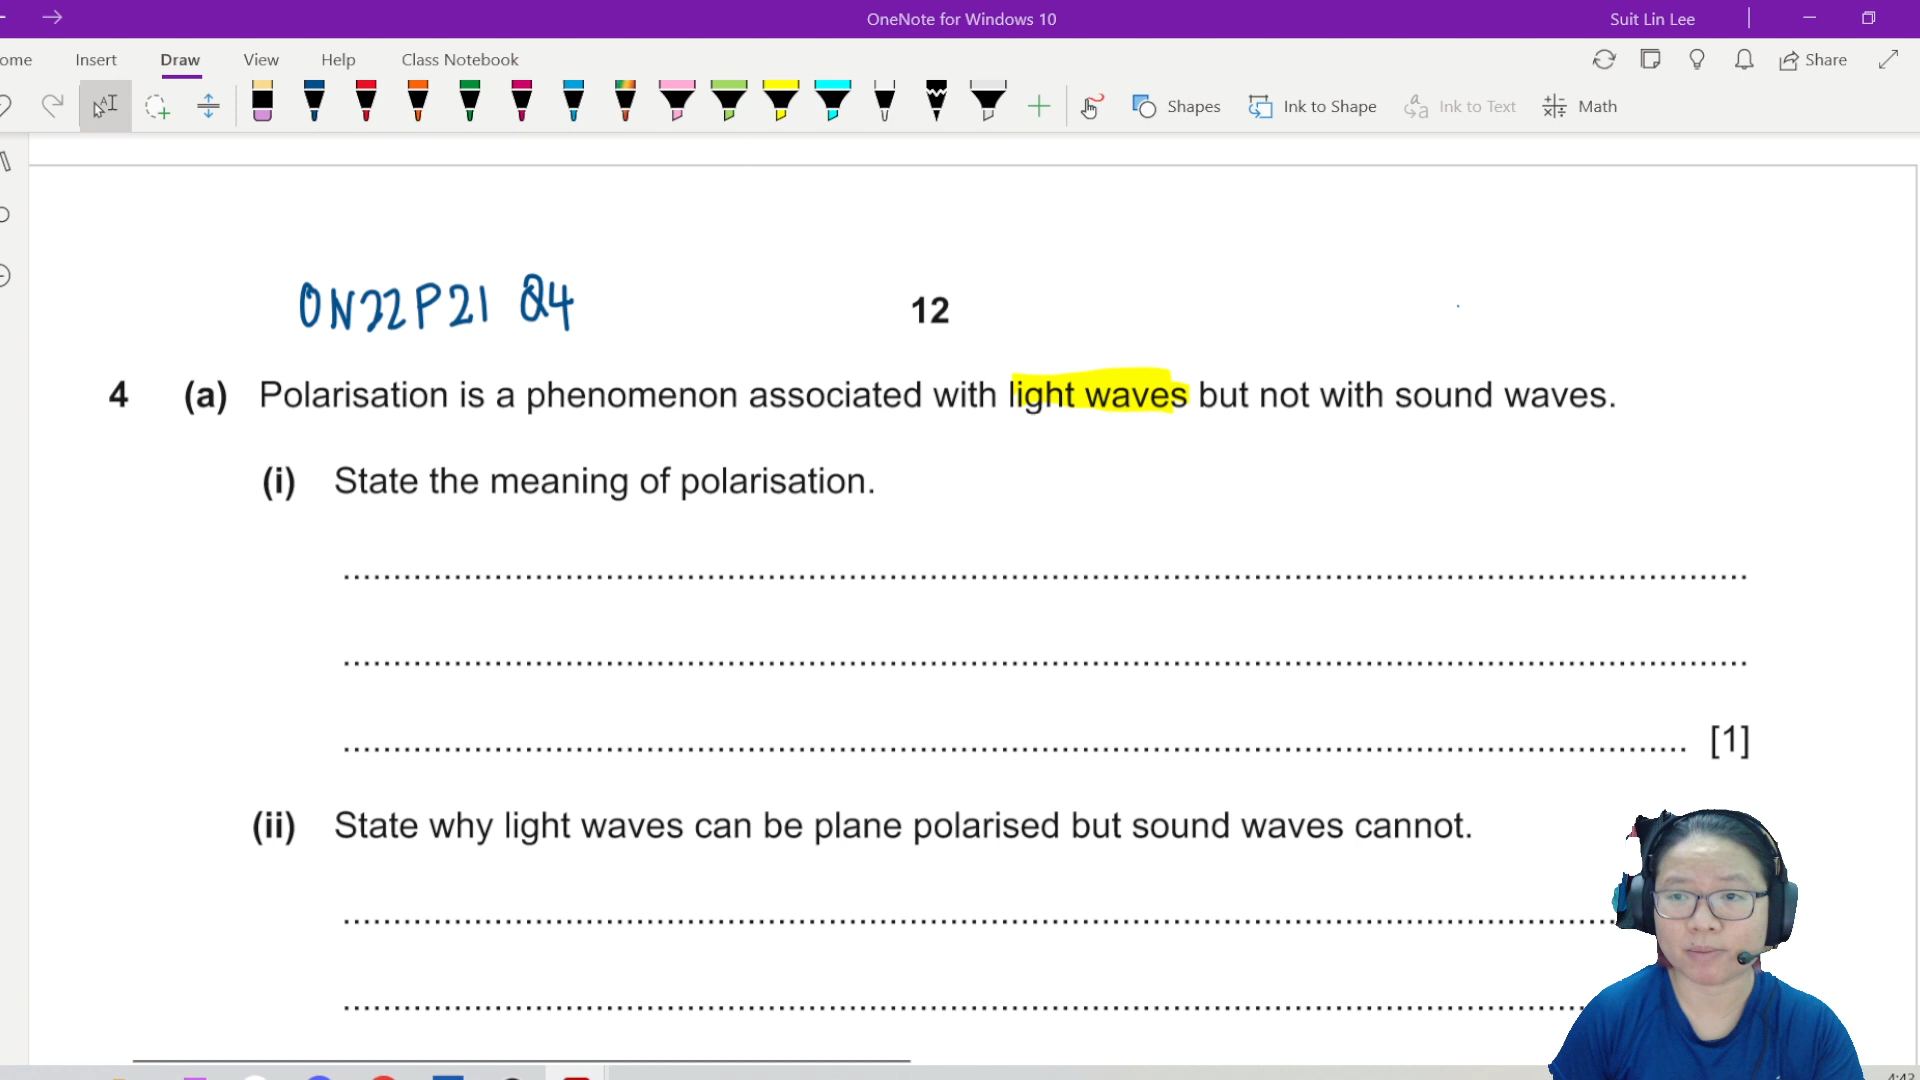 OneNote for Windows 10
Suit Lin Lee
ome Insert Draw View Help Class Notebook
Share
Shapes Ink to Shape Ink to Text Math
ON22P21 Q4
12
4 (a) Polarisation is a phenomenon associated with light waves but not with sound waves.
(i) State the meaning of polarisation.
[1]
(ii) State why light waves can be plane polarised but sound waves cannot.